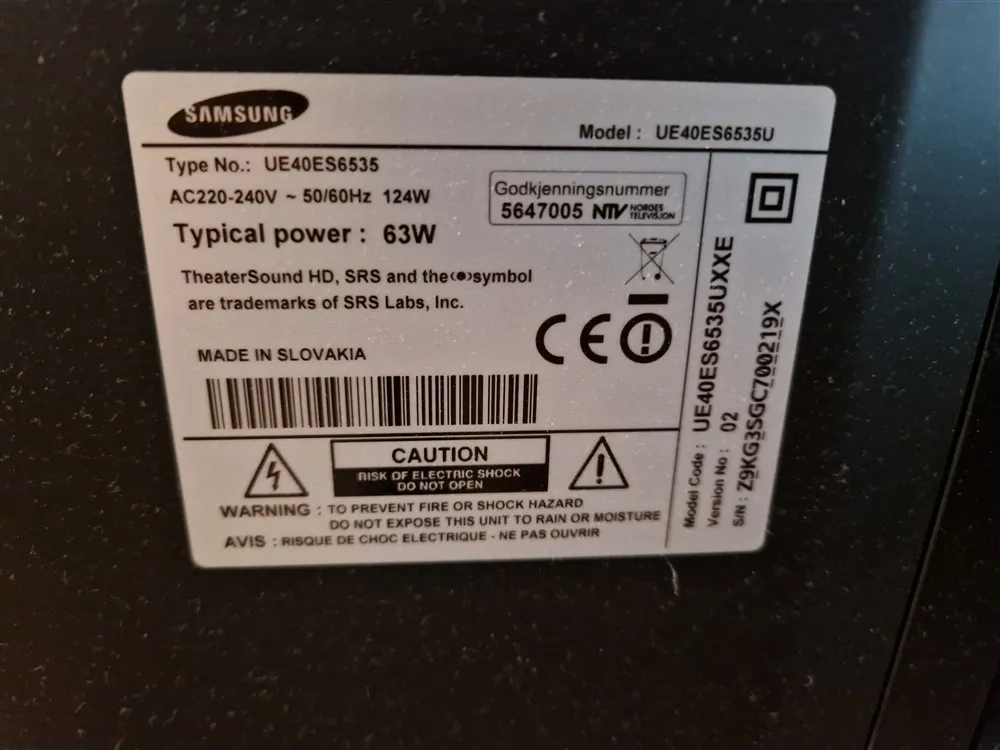 SAMSUNG
Model : UE40ES6535U
Type No.: UE40ES6535
AC220-240V ~ 50/60Hz 124W
Typical power : 63W
Godkjenningsnummer
5647005 NTV NORGES TELEVISJON
TheaterSound HD, SRS and the(●)symbol
are trademarks of SRS Labs, Inc.
MADE IN SLOVAKIA
CE
CAUTION
RISK OF ELECTRIC SHOCK
DO NOT OPEN
WARNING : TO PREVENT FIRE OR SHOCK HAZARD
DO NOT EXPOSE THIS UNIT TO RAIN OR MOISTURE
AVIS : RISQUE DE CHOC ELECTRIQUE - NE PAS OUVRIR
Model Code : UE40ES6535UXXE
Version No : 02
S/N : Z9KG3SGC700219X